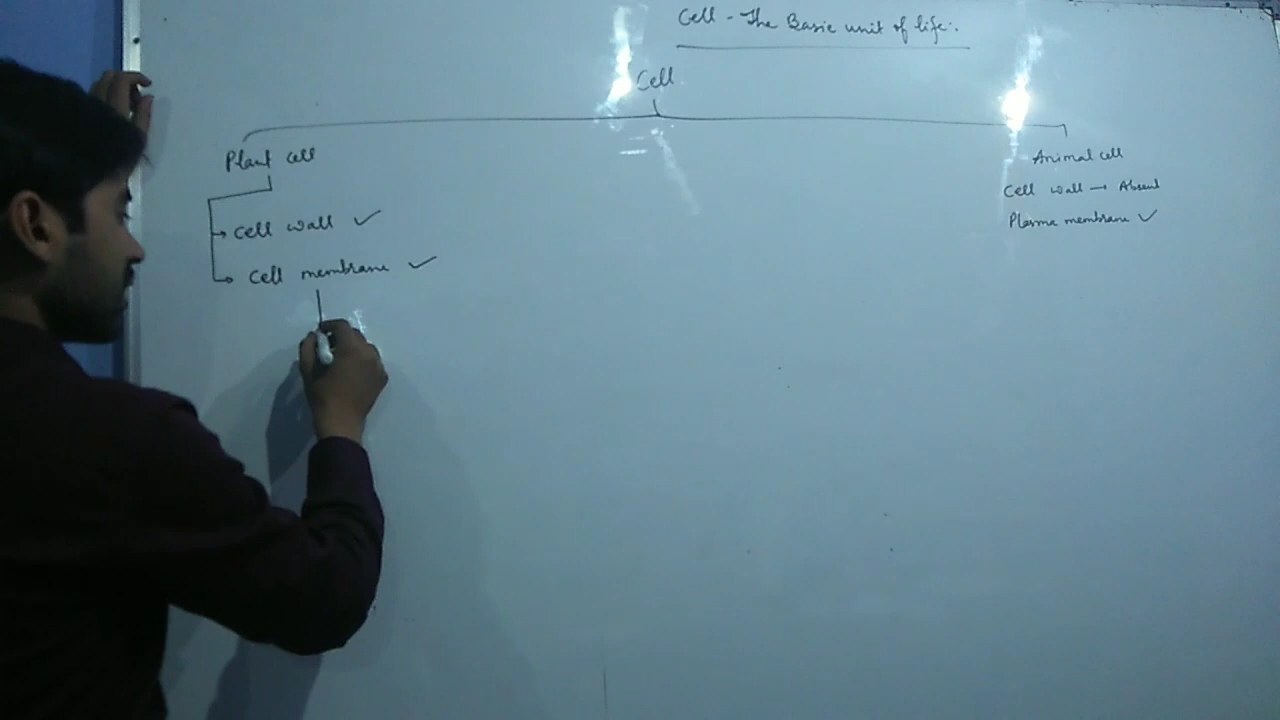 Cell - The Basic unit of life.
Cell
Plant cell
Cell wall ✓
Cell membrane ✓
Animal cell
Cell wall → Absent
Plasma membrane ✓